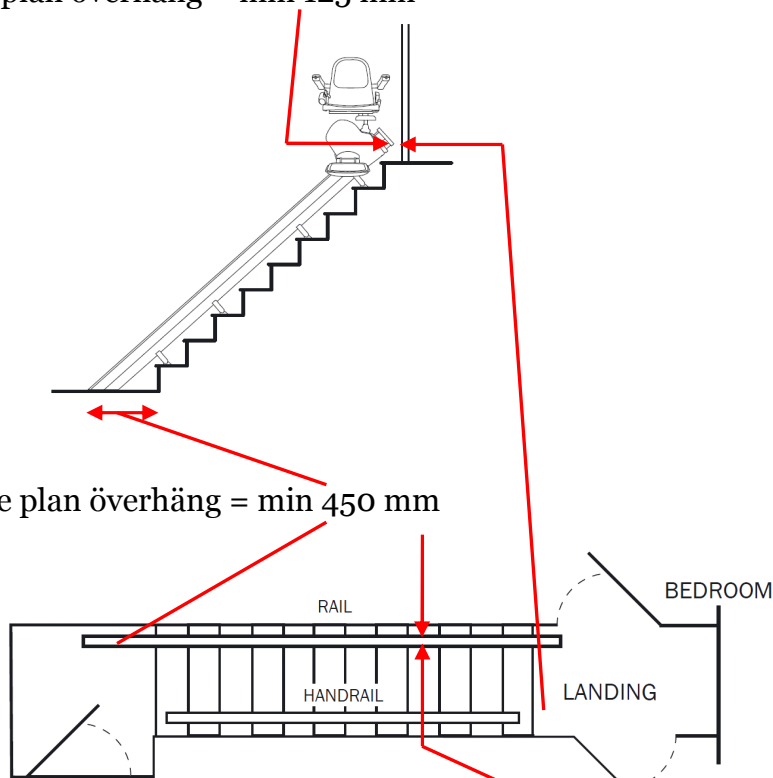 plan överhäng = min 125 mm
e plan överhäng = min 450 mm
BEDROOM
RAIL
HANDRAIL
LANDING